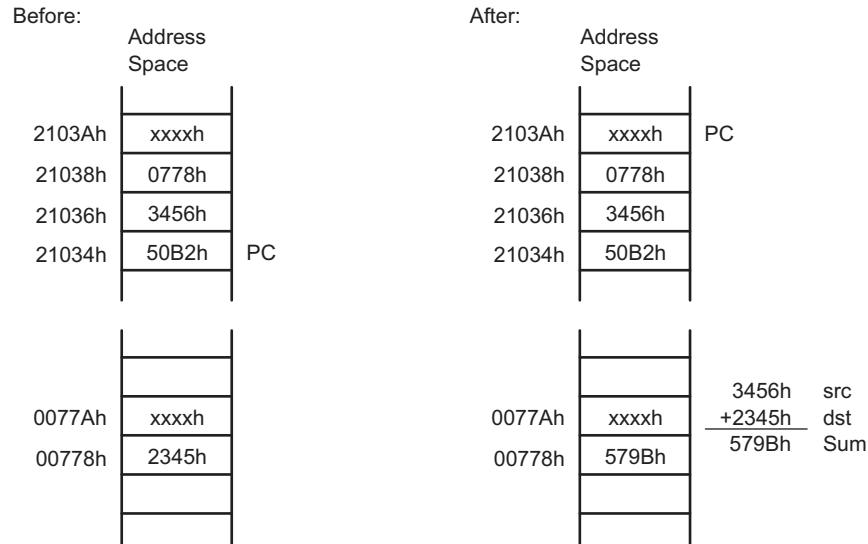 Before:
Address
Space
2103Ah xxxxh
21038h 0778h
21036h 3456h
21034h 50B2h PC
0077Ah xxxxh
00778h 2345h
After:
Address
Space
2103Ah xxxxh PC
21038h 0778h
21036h 3456h
21034h 50B2h
0077Ah xxxxh
00778h 579Bh
3456h src
+2345h dst
579Bh Sum